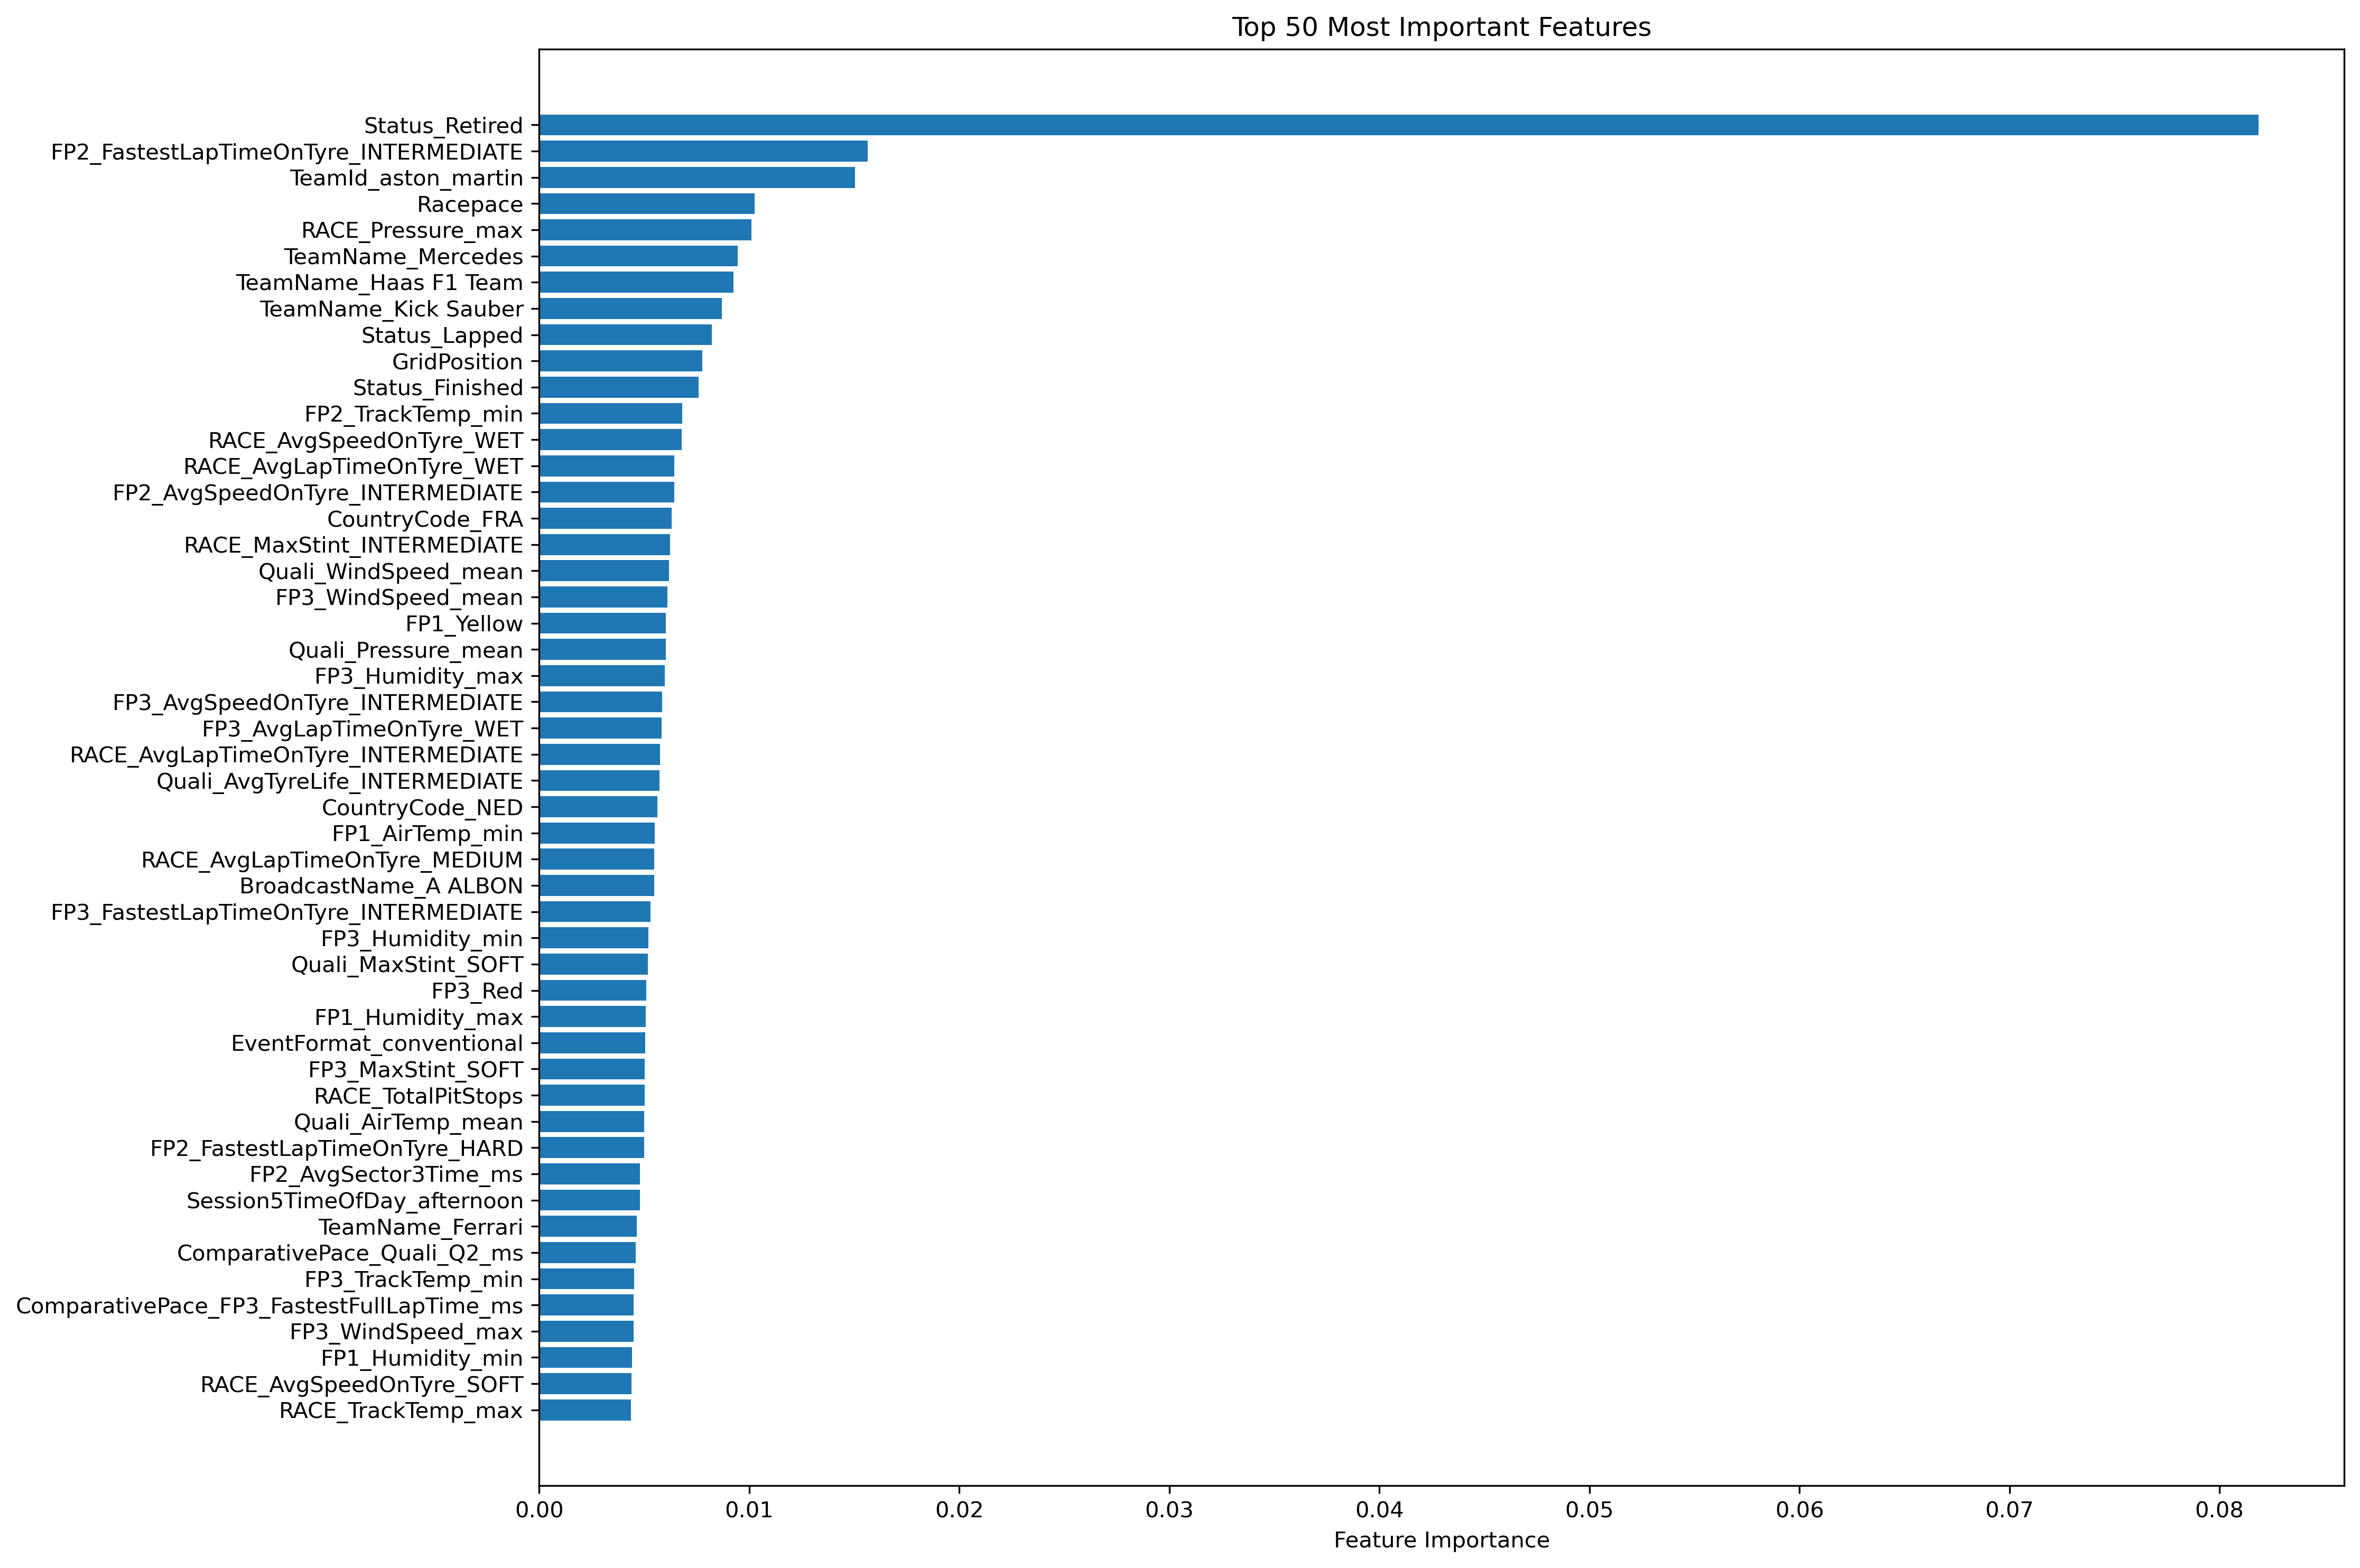 Top 50 Most Important Features
Status_Retired
FP2_FastestLapTimeOnTyre_INTERMEDIATE
TeamId_aston_martin
Racepace
RACE_Pressure_max
TeamName_Mercedes
TeamName_Haas F1 Team
TeamName_Kick Sauber
Status_Lapped
GridPosition
Status_Finished
FP2_TrackTemp_min
RACE_AvgSpeedOnTyre_WET
RACE_AvgLapTimeOnTyre_WET
FP2_AvgSpeedOnTyre_INTERMEDIATE
CountryCode_FRA
RACE_MaxStint_INTERMEDIATE
Quali_WindSpeed_mean
FP3_WindSpeed_mean
FP1_Yellow
Quali_Pressure_mean
FP3_Humidity_max
FP3_AvgSpeedOnTyre_INTERMEDIATE
FP3_AvgLapTimeOnTyre_WET
RACE_AvgLapTimeOnTyre_INTERMEDIATE
Quali_AvgTyreLife_INTERMEDIATE
CountryCode_NED
FP1_AirTemp_min
RACE_AvgLapTimeOnTyre_MEDIUM
BroadcastName_A ALBON
FP3_FastestLapTimeOnTyre_INTERMEDIATE
FP3_Humidity_min
Quali_MaxStint_SOFT
FP3_Red
FP1_Humidity_max
EventFormat_conventional
FP3_MaxStint_SOFT
RACE_TotalPitStops
Quali_AirTemp_mean
FP2_FastestLapTimeOnTyre_HARD
FP2_AvgSector3Time_ms
Session5TimeOfDay_afternoon
TeamName_Ferrari
ComparativePace_Quali_Q2_ms
FP3_TrackTemp_min
ComparativePace_FP3_FastestFullLapTime_ms
FP3_WindSpeed_max
FP1_Humidity_min
RACE_AvgSpeedOnTyre_SOFT
RACE_TrackTemp_max
0.00 0.01 0.02 0.03 0.04 0.05 0.06 0.07 0.08
Feature Importance